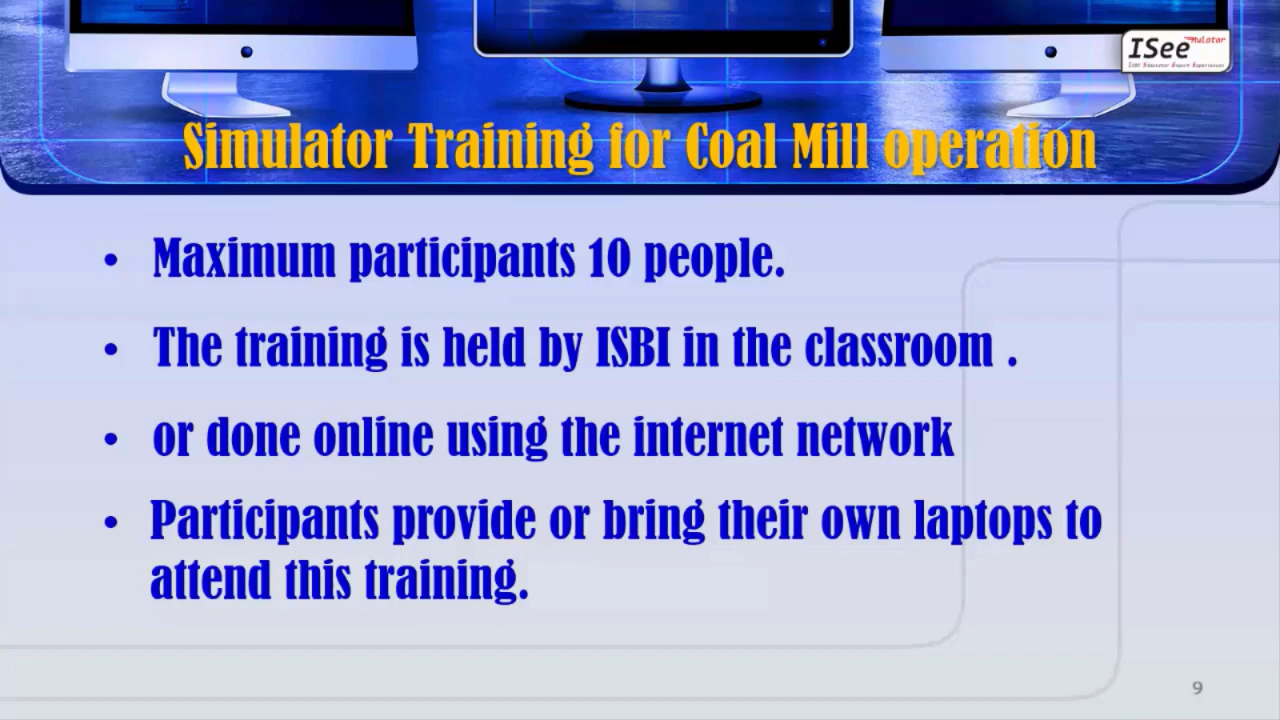 ISee
Simulator Training for Coal Mill operation
• Maximum participants 10 people.
• The training is held by ISBI in the classroom .
• or done online using the internet network
• Participants provide or bring their own laptops to
attend this training.
9